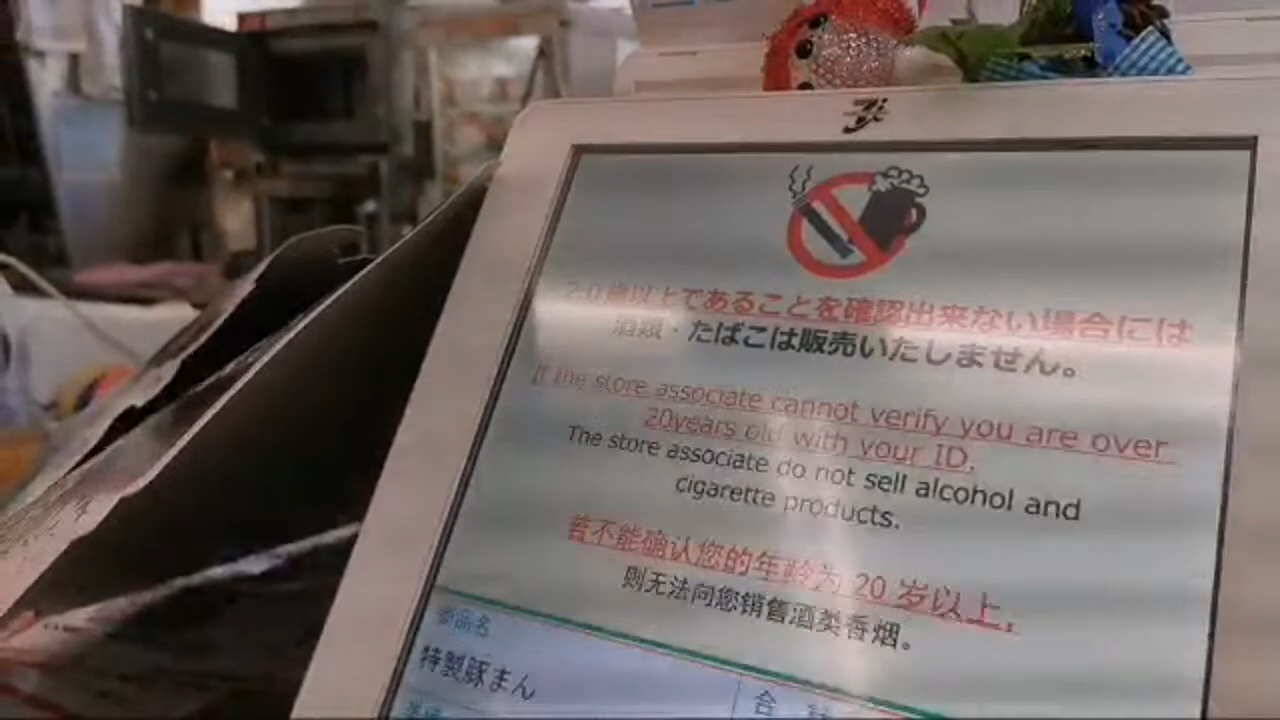 20歳以上であることを確認出来ない場合には
酒類・たばこは販売いたしません。
If the store associate cannot verify you are over
20years old with your ID.
The store associate do not sell alcohol and
cigarette products.
若不能确认您的年龄为 20 岁以上,
则无法向您销售酒类香烟。
商品名
特製豚まん
合